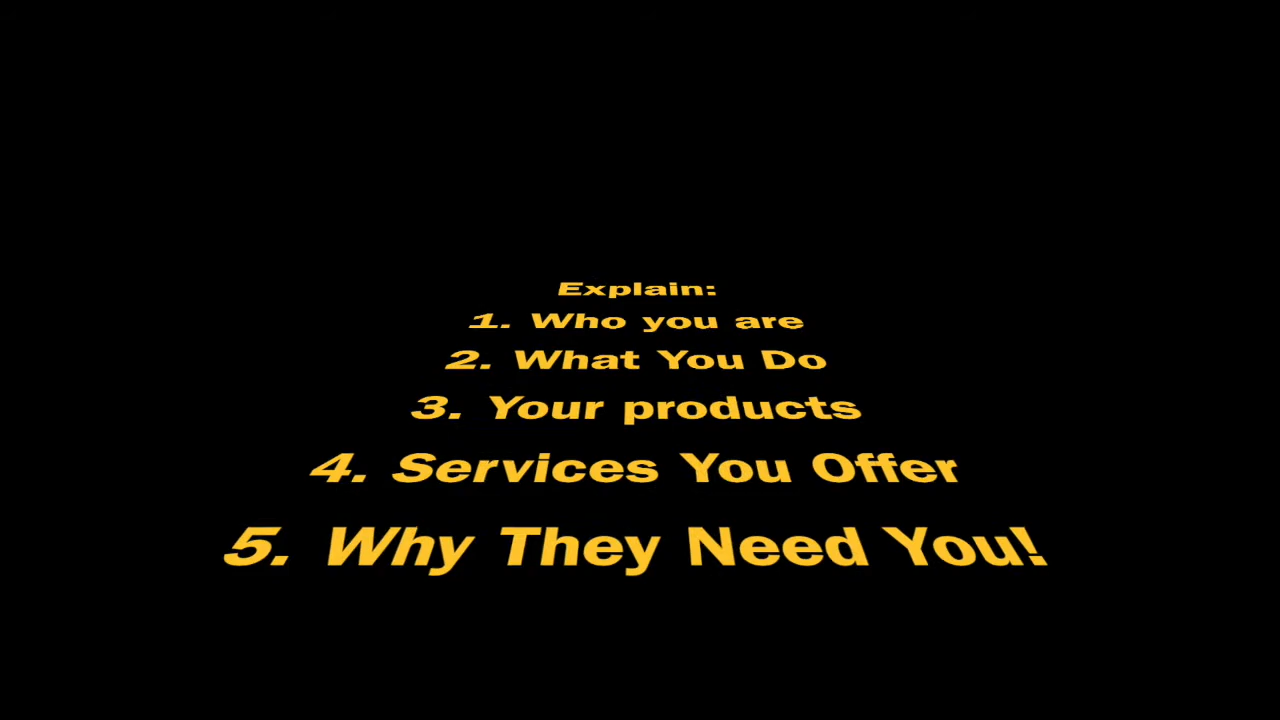 Explain:
1. Who you are
2. What You Do
3. Your products
4. Services You Offer
5. Why They Need You!